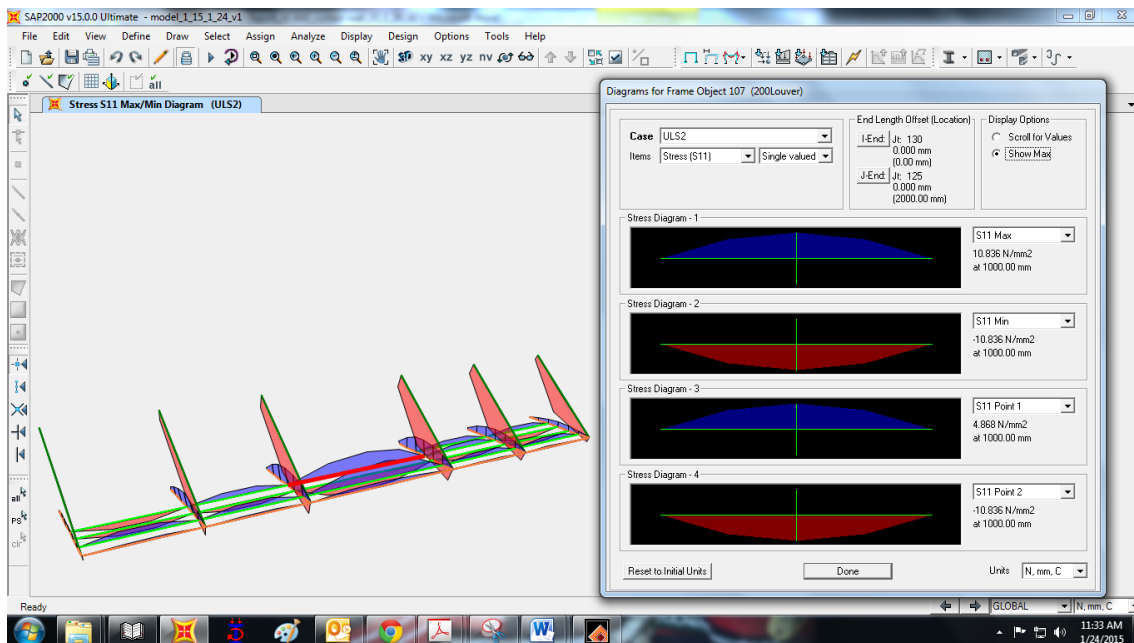 SAP2000 v15.0.0 Ultimate - model_1_15_1_24_v1
File Edit View Define Draw Select Assign Analyze Display Design Options Tools Help
xy xz yz nv
all
Stress S11 Max/Min Diagram (ULS2)
Diagrams for Frame Object 107 (200Louver)
Case ULS2
Items Stress (S11) Single valued
End Length Offset (Location)
I-End: Jt: 130
0.000 mm
(0.00 mm)
J-End: Jt: 125
0.000 mm
(2000.00 mm)
Display Options
Scroll for Values
Show Max
Stress Diagram - 1
S11 Max
10.836 N/mm2
at 1000.00 mm
Stress Diagram - 2
S11 Min
-10.836 N/mm2
at 1000.00 mm
Stress Diagram - 3
S11 Point 1
4.868 N/mm2
at 1000.00 mm
Stress Diagram - 4
S11 Point 2
-10.836 N/mm2
at 1000.00 mm
Reset to Initial Units
Done
Units N, mm, C
all
PS
clr
Ready
GLOBAL
N, mm, C
11:33 AM
1/24/2015